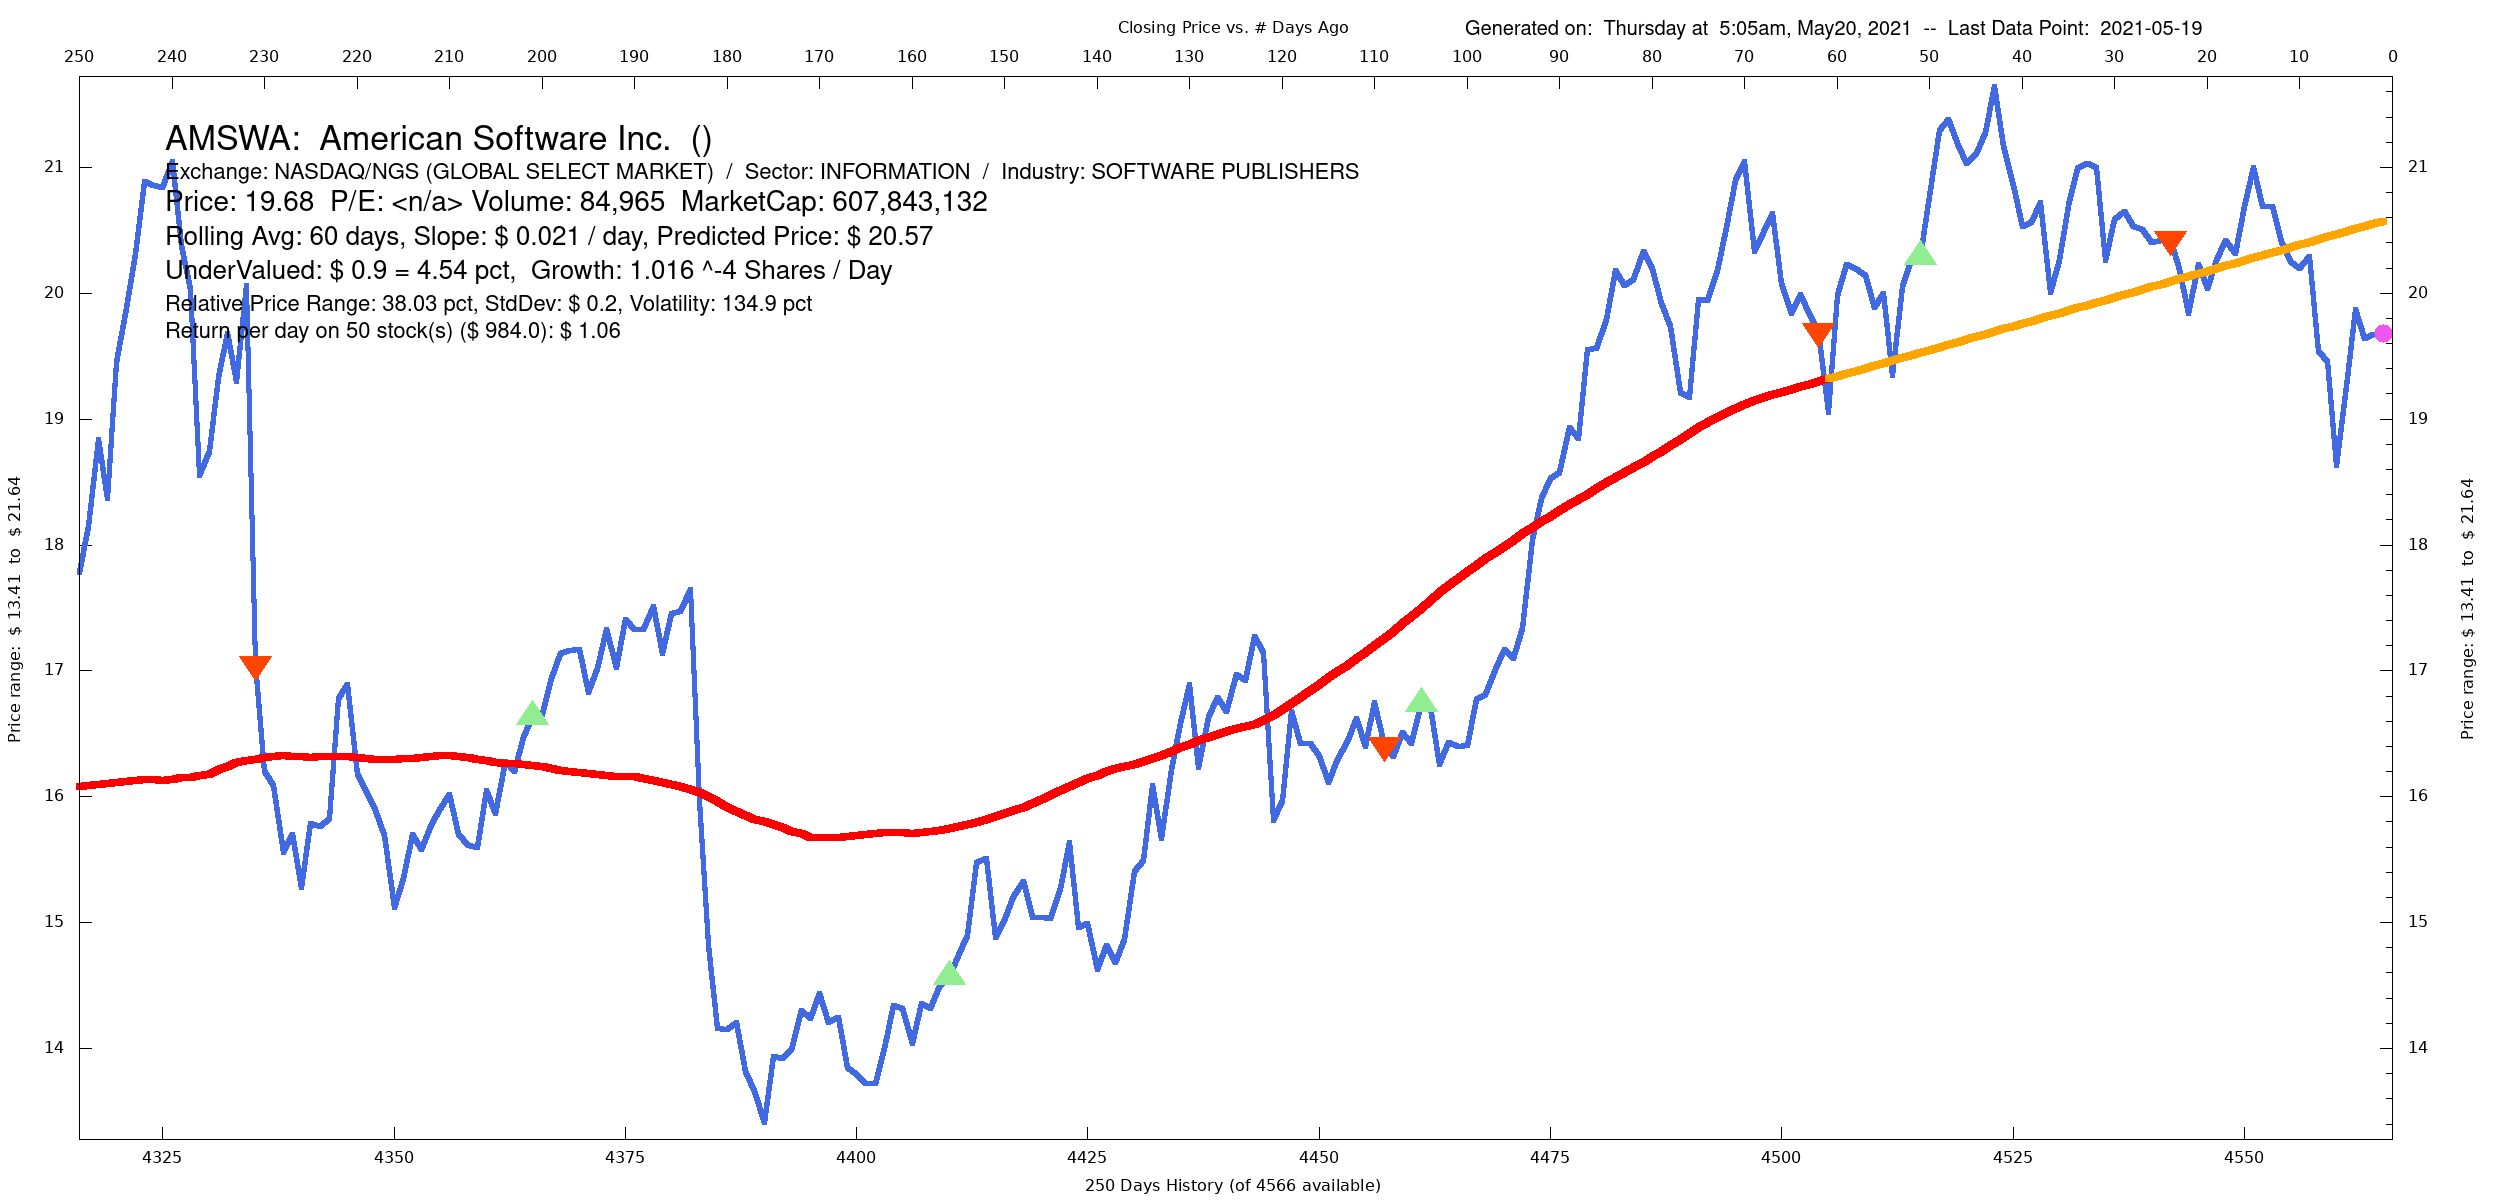 Closing Price vs. # Days Ago
Generated on:  Thursday at  5:05am, May20, 2021  --  Last Data Point:  2021-05-19
250 240 230 220 210 200 190 180 170 160 150 140 130 120 110 100 90 80 70 60 50 40 30 20 10 0
AMSWA:  American Software Inc.  ()
Exchange: NASDAQ/NGS (GLOBAL SELECT MARKET)  /  Sector: INFORMATION  /  Industry: SOFTWARE PUBLISHERS
Price: 19.68  P/E: <n/a> Volume: 84,965  MarketCap: 607,843,132
Rolling Avg: 60 days, Slope: $ 0.021 / day, Predicted Price: $ 20.57
UnderValued: $ 0.9 = 4.54 pct,  Growth: 1.016 ^-4 Shares / Day
Relative Price Range: 38.03 pct, StdDev: $ 0.2, Volatility: 134.9 pct
Return per day on 50 stock(s) ($ 984.0): $ 1.06
Price range: $ 13.41  to  $ 21.64
21
20
19
18
17
16
15
14
21
20
19
18
17
16
15
14
Price range: $ 13.41  to  $ 21.64
4325 4350 4375 4400 4425 4450 4475 4500 4525 4550
250 Days History (of 4566 available)